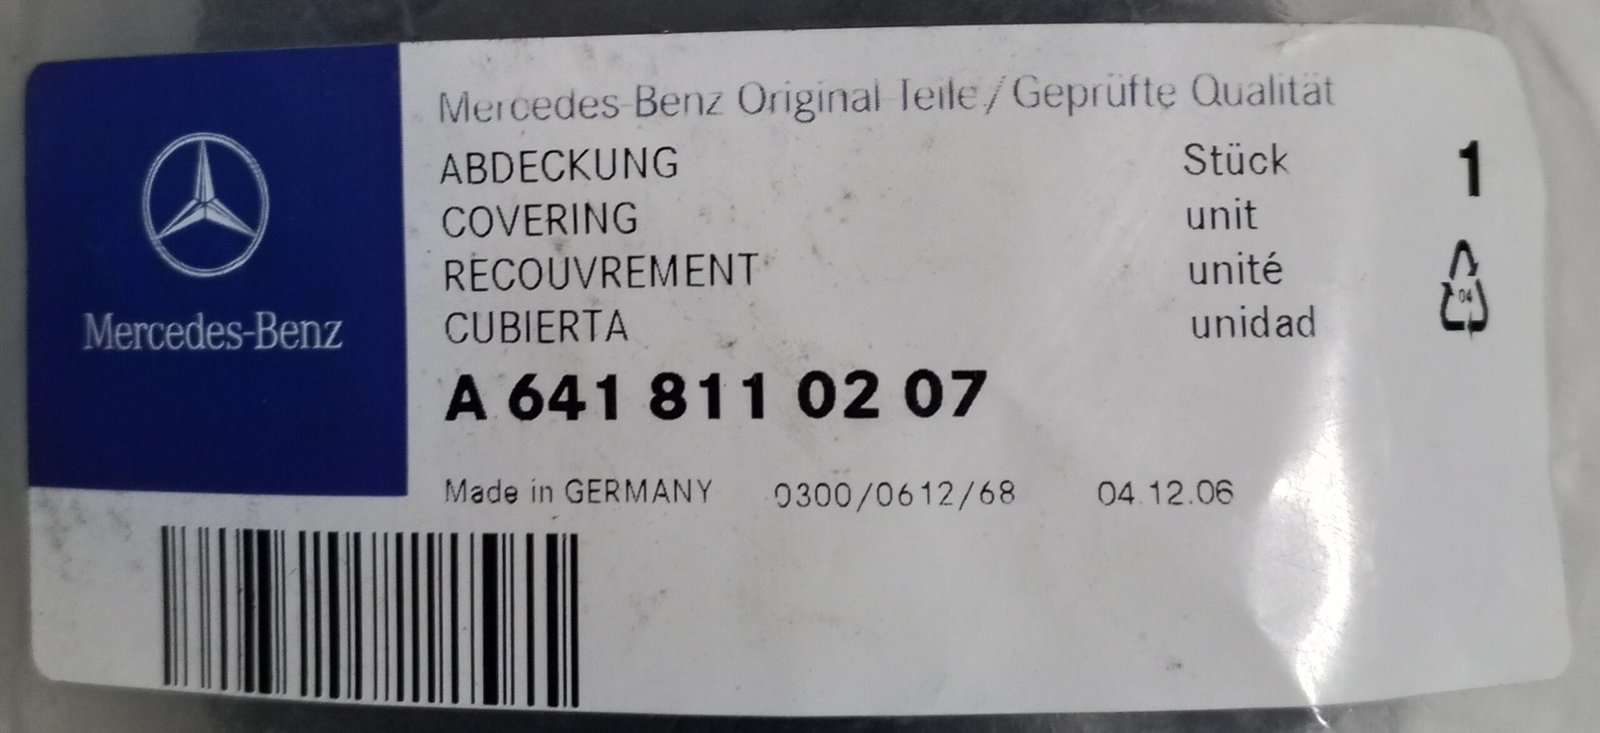 Mercedes-Benz Original Teile/Geprüfte Qualität
ABDECKUNG Stück 1
COVERING unit
RECOUVREMENT unité
CUBIERTA unidad
04
Mercedes-Benz
A 641 811 02 07
Made in GERMANY 0300/0612/68 04.12.06